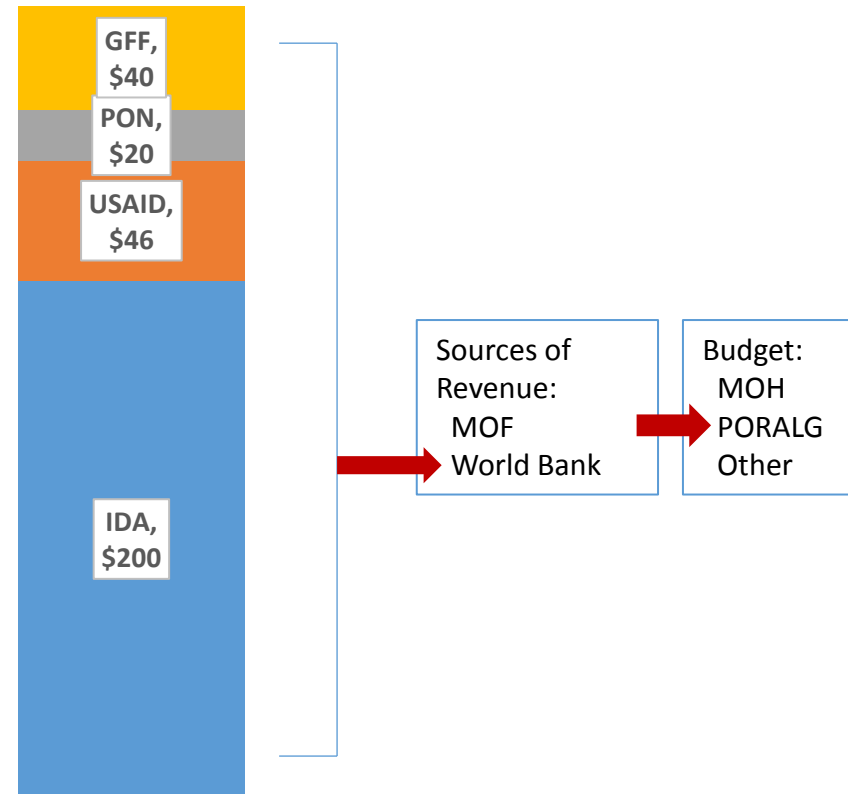 GFF,
$40
PON,
$20
USAID,
$46
IDA,
$200
Sources of
Revenue:
MOF
World Bank
Budget:
MOH
PORALG
Other